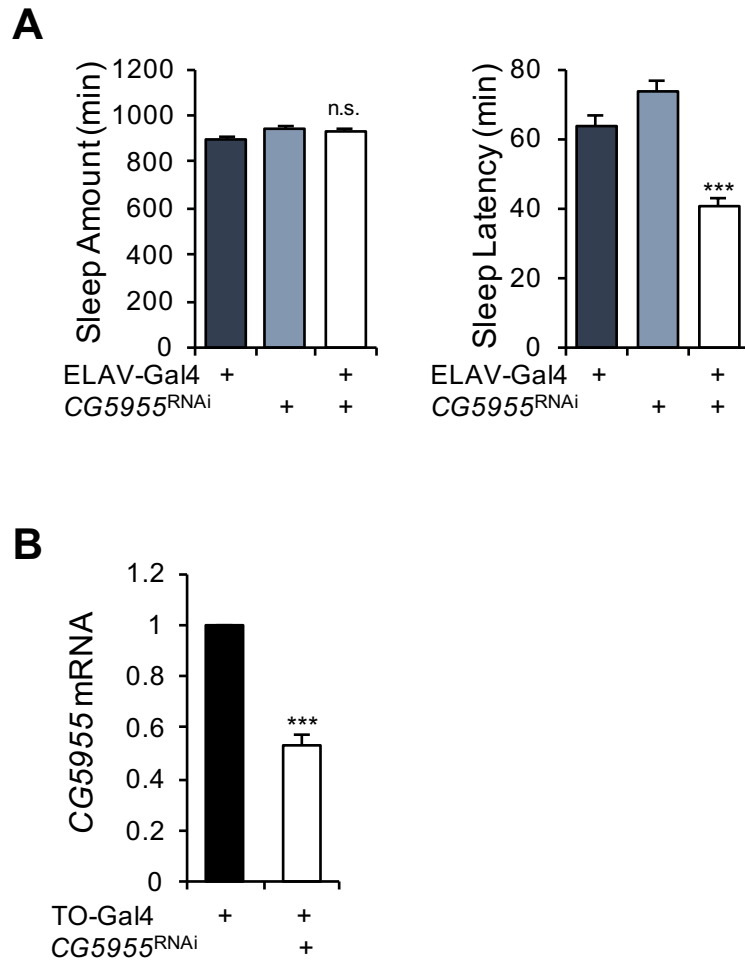 A
Sleep Amount (min)
1200
1000
800
600
400
200
0
n.s.
ELAV-Gal4 + +
CG5955RNAi + +
Sleep Latency (min)
80
60
40
20
0
***
ELAV-Gal4 + +
CG5955RNAi + +
B
CG5955 mRNA
1.2
1
0.8
0.6
0.4
0.2
0
***
TO-Gal4 + +
CG5955RNAi +